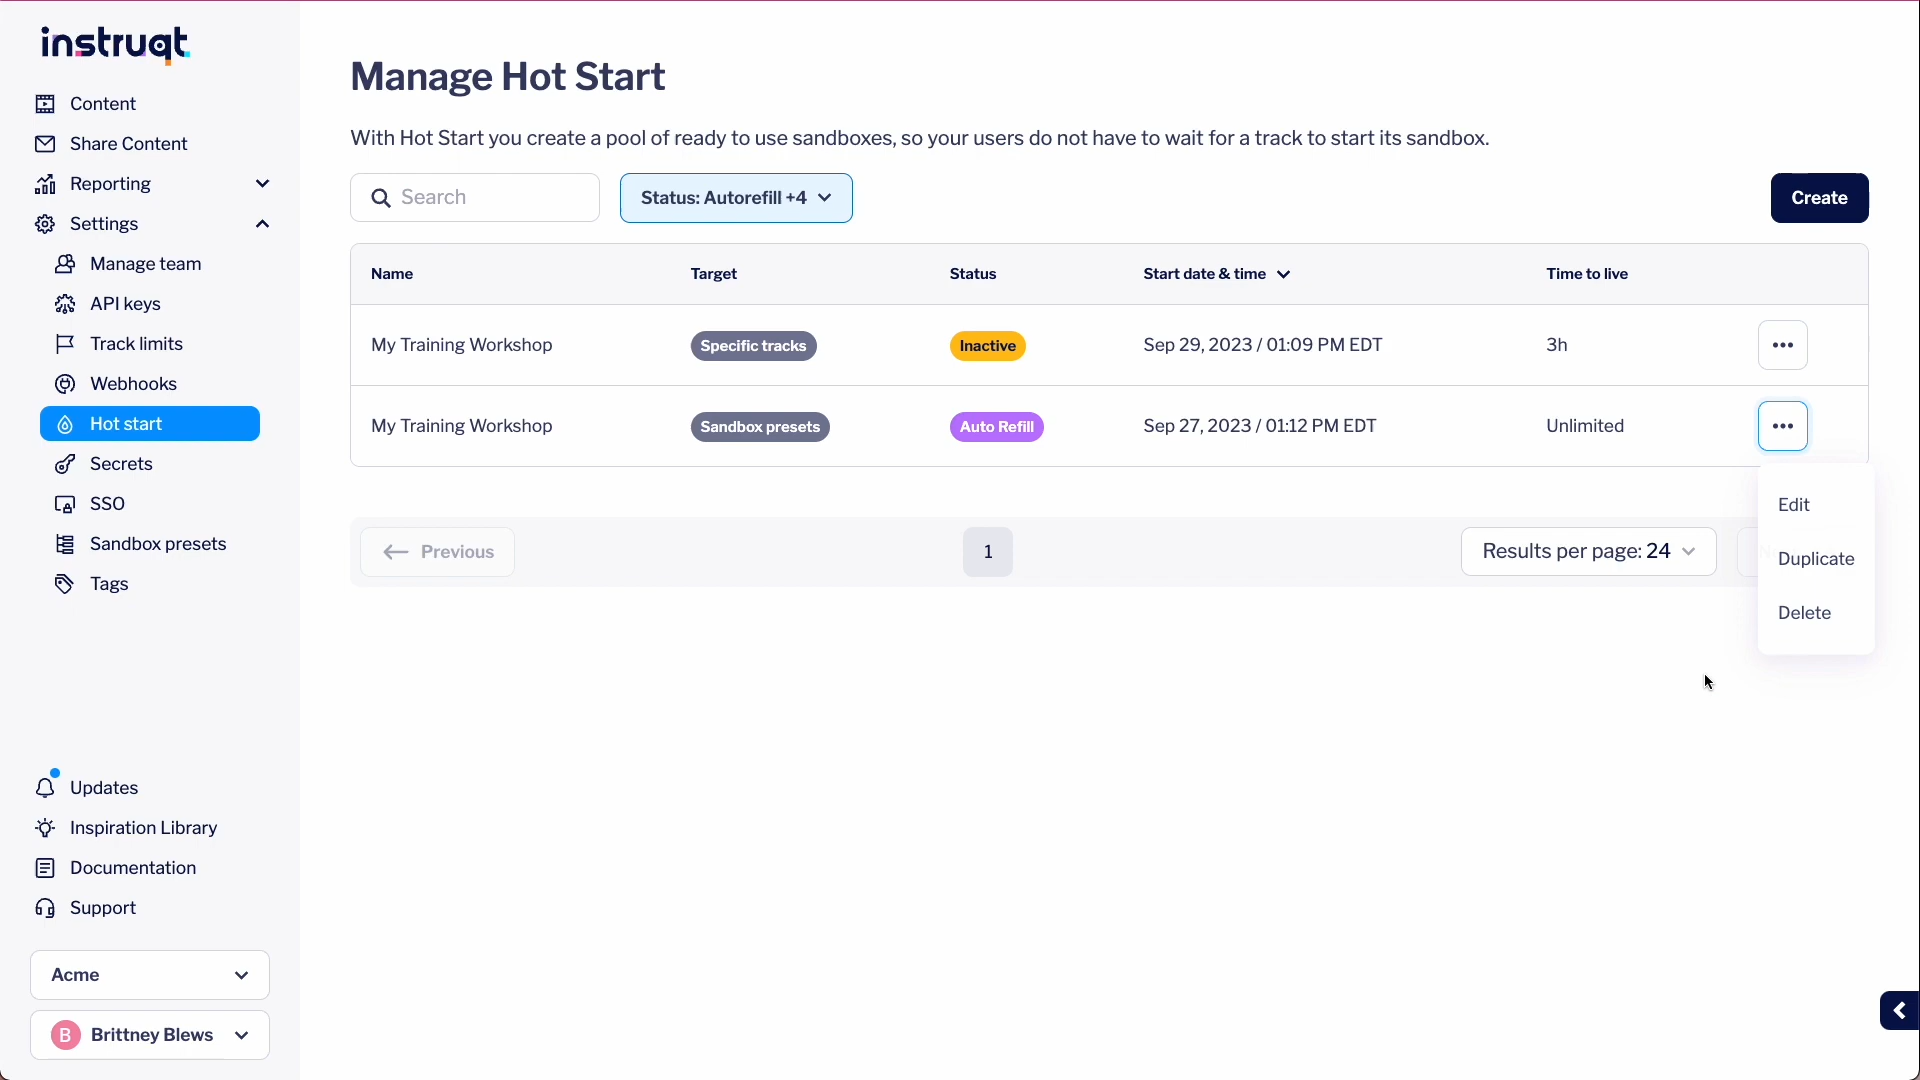 instruqt
Content
Share Content
Reporting
Settings
Manage team
API keys
Track limits
Webhooks
Hot start
Secrets
SSO
Sandbox presets
Tags
Updates
Inspiration Library
Documentation
Support
Acme
B Brittney Blews
Manage Hot Start
With Hot Start you create a pool of ready to use sandboxes, so your users do not have to wait for a track to start its sandbox.
Search
Status: Autorefill +4
Create
Name Target Status Start date & time Time to live
My Training Workshop Specific tracks Inactive Sep 29, 2023 / 01:09 PM EDT 3h
My Training Workshop Sandbox presets Auto Refill Sep 27, 2023 / 01:12 PM EDT Unlimited
Edit
Duplicate
Delete
Previous 1 Results per page: 24